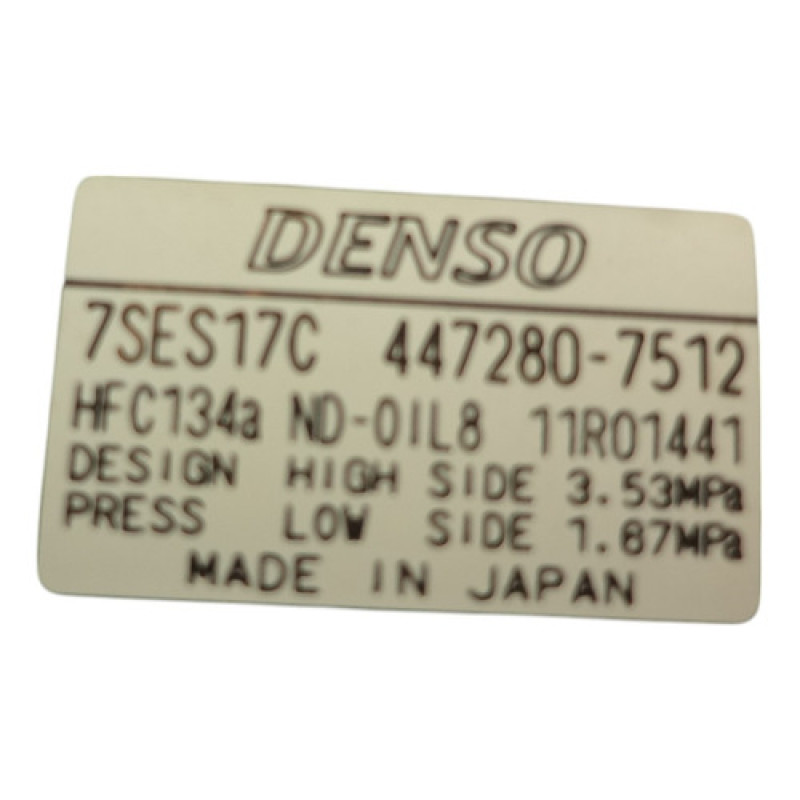 DENSO
7SES17C 447280-7512
HFC134a ND-OIL8 11R01441
DESIGN HIGH SIDE 3.53MPa
PRESS LOW SIDE 1.67MPa
MADE IN JAPAN